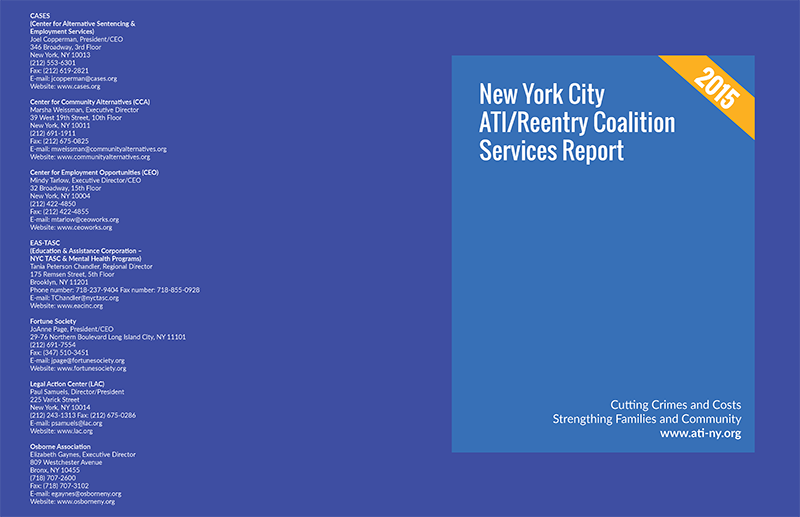 CASES
(Center for Alternative Sentencing &
Employment Services)
Joel Copperman, President/CEO
346 Broadway, 3rd Floor
New York, NY 10013
(212) 553-6301
Fax: (212) 619-2821
E-mail: jcopperman@cases.org
Website: www.cases.org
Center for Community Alternatives (CCA)
Marsha Weissman, Executive Director
39 West 19th Street, 10th Floor
New York, NY 10011
(212) 691-1911
Fax: (212) 675-0825
E-mail: mweissman@communityalternatives.org
Website: www.communityalternatives.org
Center for Employment Opportunities (CEO)
Mindy Tarlow, Executive Director/CEO
32 Broadway, 15th Floor
New York, NY 10004
(212) 422-4850
Fax: (212) 422-4855
E-mail: mtarlow@ceoworks.org
Website: www.ceoworks.org
EAS-TASC
(Education & Assistance Corporation –
NYC TASC & Mental Health Programs)
Tania Peterson Chandler, Regional Director
175 Remsen Street, 5th Floor
Brooklyn, NY 11201
Phone number: 718-237-9404 Fax number: 718-855-0928
E-mail: TChandler@nyctasc.org
Website: www.eacinc.org
Fortune Society
JoAnne Page, President/CEO
29-76 Northern Boulevard Long Island City, NY 11101
(212) 691-7554
Fax: (347) 510-3451
E-mail: jpage@fortunesociety.org
Website: www.fortunesociety.org
Legal Action Center (LAC)
Paul Samuels, Director/President
225 Varick Street
New York, NY 10014
(212) 243-1313 Fax: (212) 675-0286
E-mail: psamuels@lac.org
Website: www.lac.org
Osborne Association
Elizabeth Gaynes, Executive Director
809 Westchester Avenue
Bronx, NY 10455
(718) 707-2600
Fax: (718) 707-3102
E-mail: egaynes@osborneny.org
Website: www.osborneny.org
2015
New York City
ATI/Reentry Coalition
Services Report
Cutting Crimes and Costs
Strengthing Families and Community
www.ati-ny.org